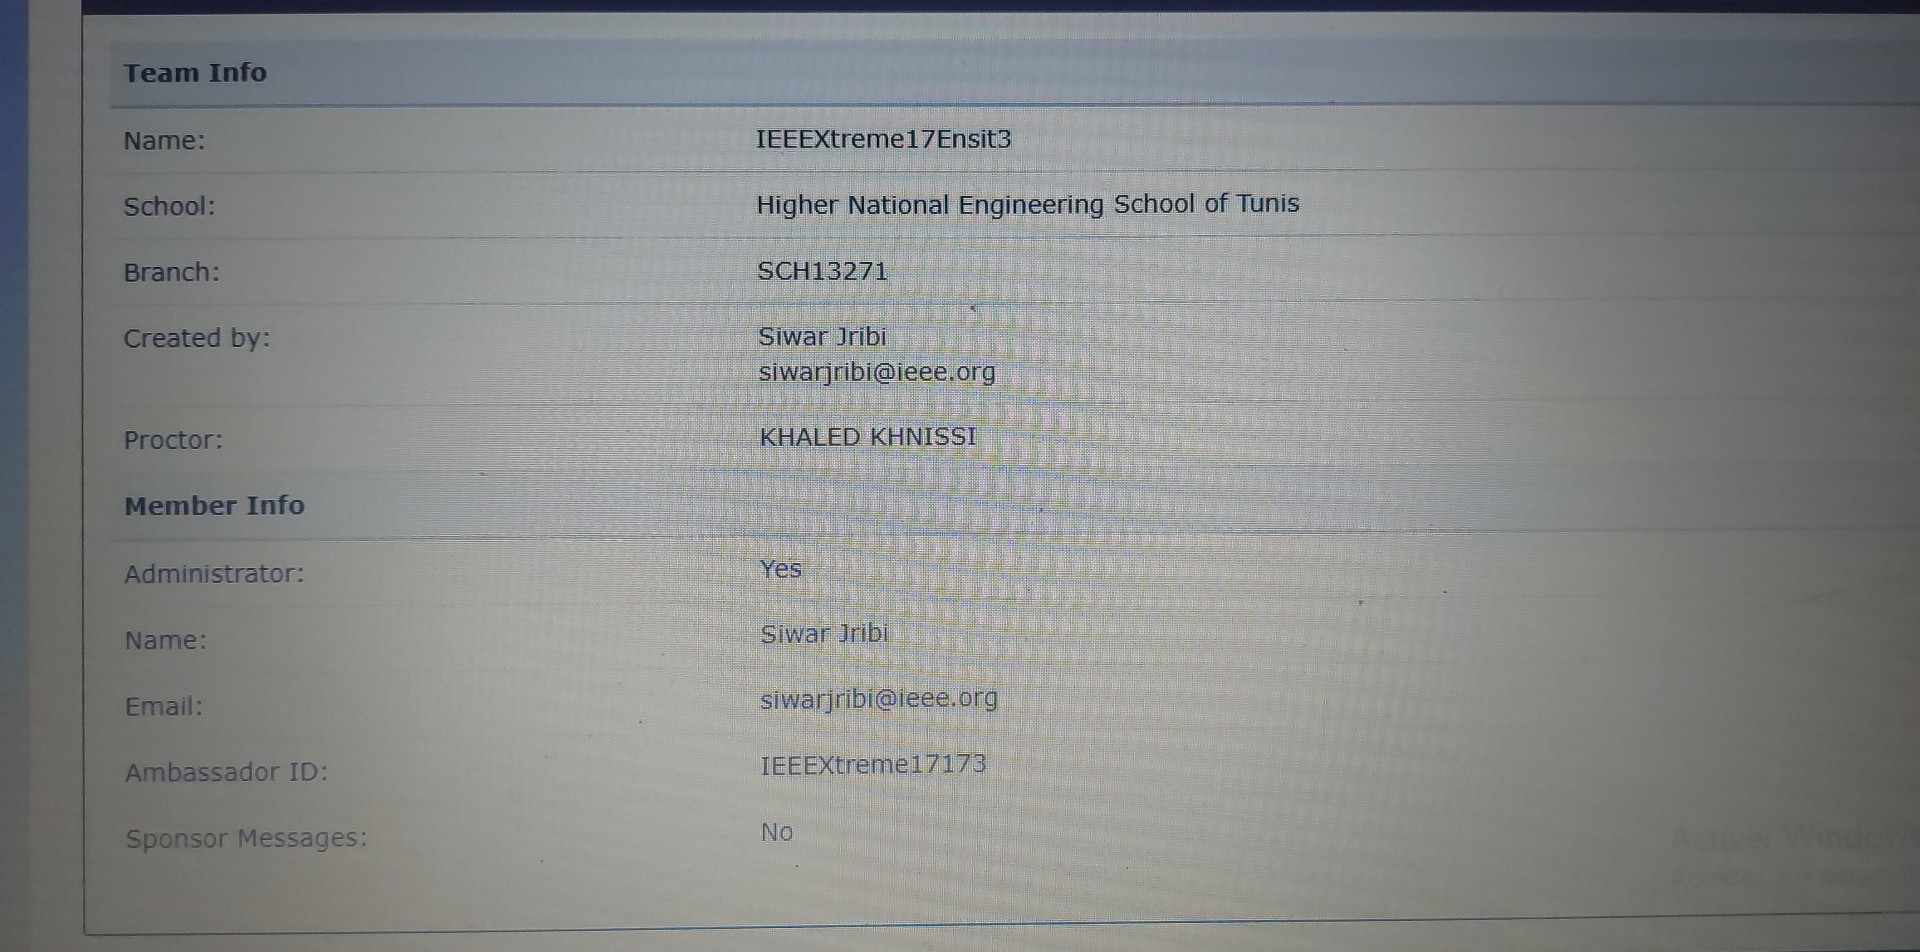 Team Info
Name: IEEEXtreme17Ensit3
School: Higher National Engineering School of Tunis
Branch: SCH13271
Created by: Siwar Jribi
siwarjribi@ieee.org
Proctor: KHALED KHNISSI
Member Info
Administrator: Yes
Name: Siwar Jribi
Email: siwarjribi@ieee.org
Ambassador ID: IEEEXtreme17173
Sponsor Messages: No